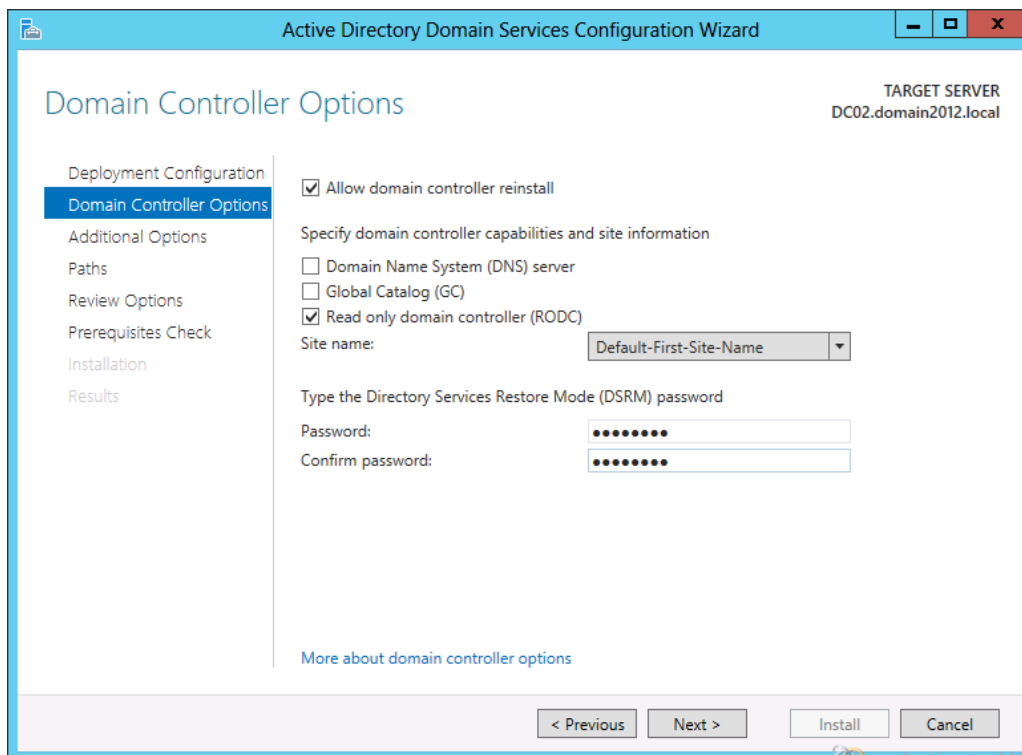 Active Directory Domain Services Configuration Wizard
Domain Controller Options
TARGET SERVER
DC02.domain2012.local
Deployment Configuration
Domain Controller Options
Additional Options
Paths
Review Options
Prerequisites Check
Installation
Results
Allow domain controller reinstall
Specify domain controller capabilities and site information
Domain Name System (DNS) server
Global Catalog (GC)
Read only domain controller (RODC)
Site name:
Default-First-Site-Name
Type the Directory Services Restore Mode (DSRM) password
Password:
●●●●●●●●
Confirm password:
●●●●●●●●
More about domain controller options
< Previous
Next >
Install
Cancel